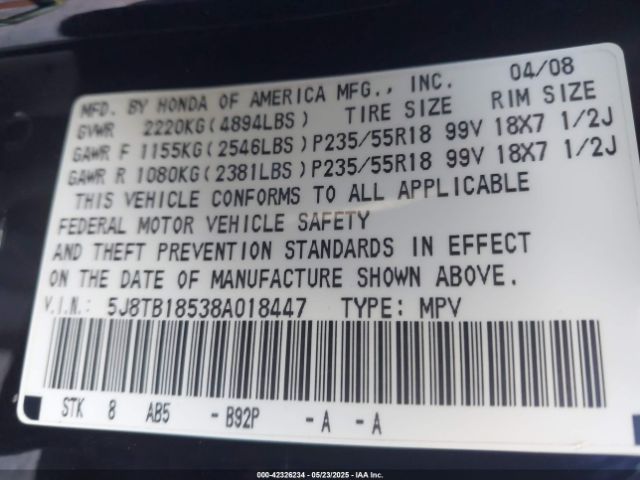 MFD. BY HONDA OF AMERICA MFG., INC. 04/08
GVWR 2220KG(4894LBS) TIRE SIZE RIM SIZE
GAWR F 1155KG(2546LBS)P235/55R18 99V 18X7 1/2J
GAWR R 1080KG(2381LBS)P235/55R18 99V 18X7 1/2J
THIS VEHICLE CONFORMS TO ALL APPLICABLE
FEDERAL MOTOR VEHICLE SAFETY
AND THEFT PREVENTION STANDARDS IN EFFECT
ON THE DATE OF MANUFACTURE SHOWN ABOVE.
V.I.N.: 5J8TB18538A018447 TYPE: MPV
STK 8 AB5 -B92P -A -A
000-42326234 - 05/23/2025 - IAA Inc.